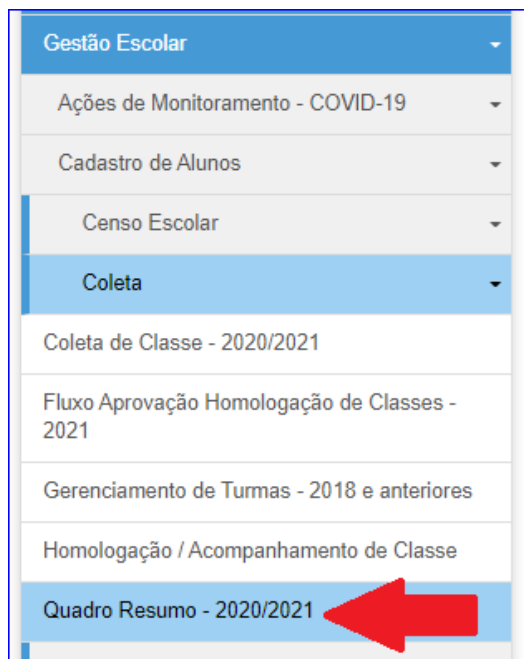 Gestão Escolar
Ações de Monitoramento - COVID-19
Cadastro de Alunos
Censo Escolar
Coleta
Coleta de Classe - 2020/2021
Fluxo Aprovação Homologação de Classes -
2021
Gerenciamento de Turmas - 2018 e anteriores
Homologação / Acompanhamento de Classe
Quadro Resumo - 2020/2021